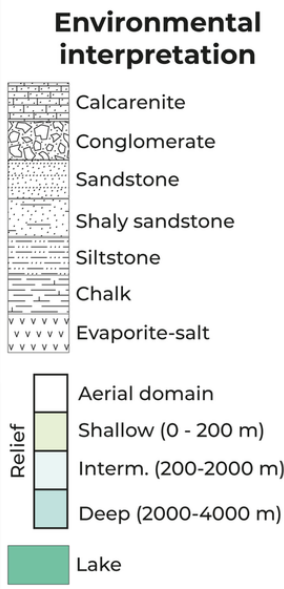 Environmental
interpretation
Calcarenite
Conglomerate
Sandstone
Shaly sandstone
Siltstone
Chalk
Evaporite-salt
Relief
Aerial domain
Shallow (0 - 200 m)
Interm. (200-2000 m)
Deep (2000-4000 m)
Lake